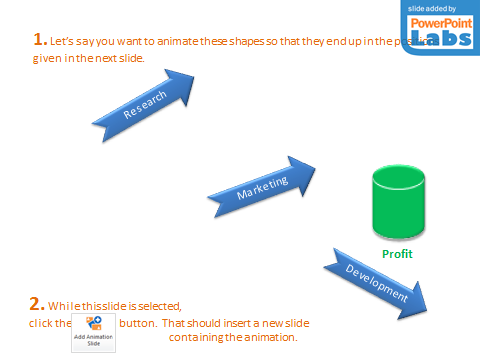 slide added by
PowerPoint
Labs
1. Let's say you want to animate these shapes so that they end up in the positions
given in the next slide.
Research
Marketing
Profit
Development
2. While this slide is selected,
click the button. That should insert a new slide
Add Animation
Slide
containing the animation.